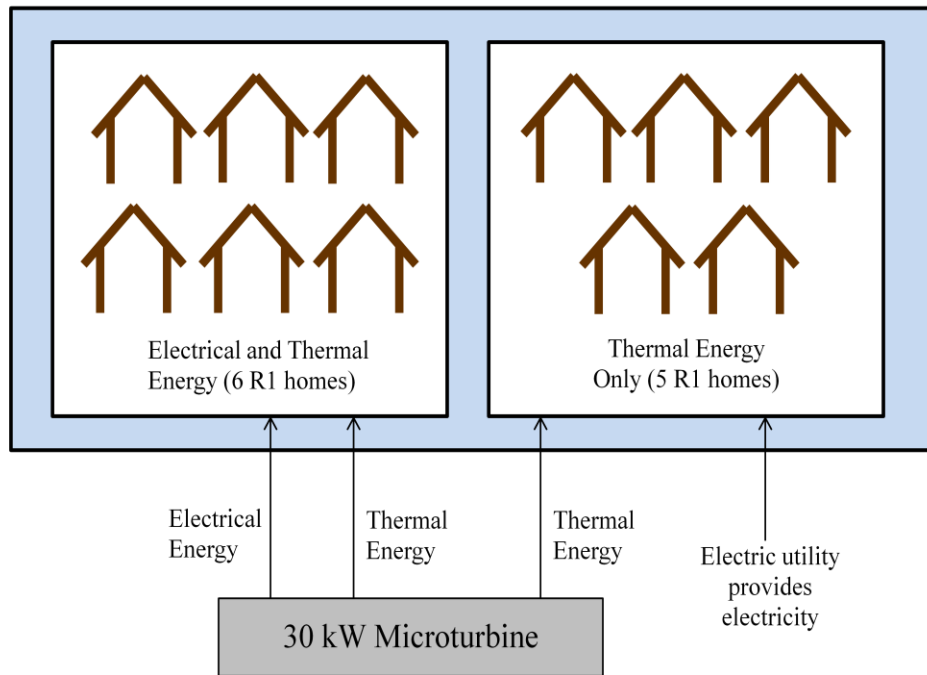 Electrical and Thermal
Energy (6 R1 homes)
Thermal Energy
Only (5 R1 homes)
Electrical
Energy
Thermal
Energy
Thermal
Energy
Electric utility
provides
electricity
30 kW Microturbine